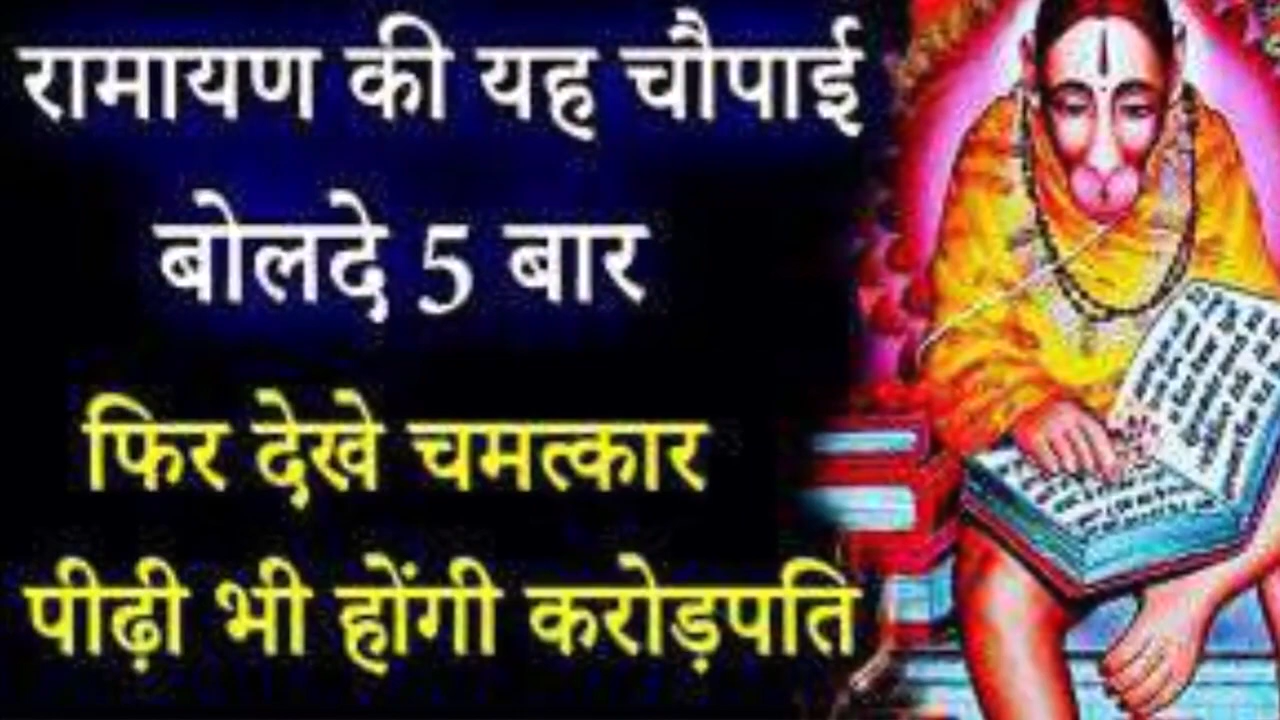 रामायण की यह चौपाई
बोलदे 5 बार
फिर देखे चमत्कार
पीढ़ी भी होंगी करोड़पति